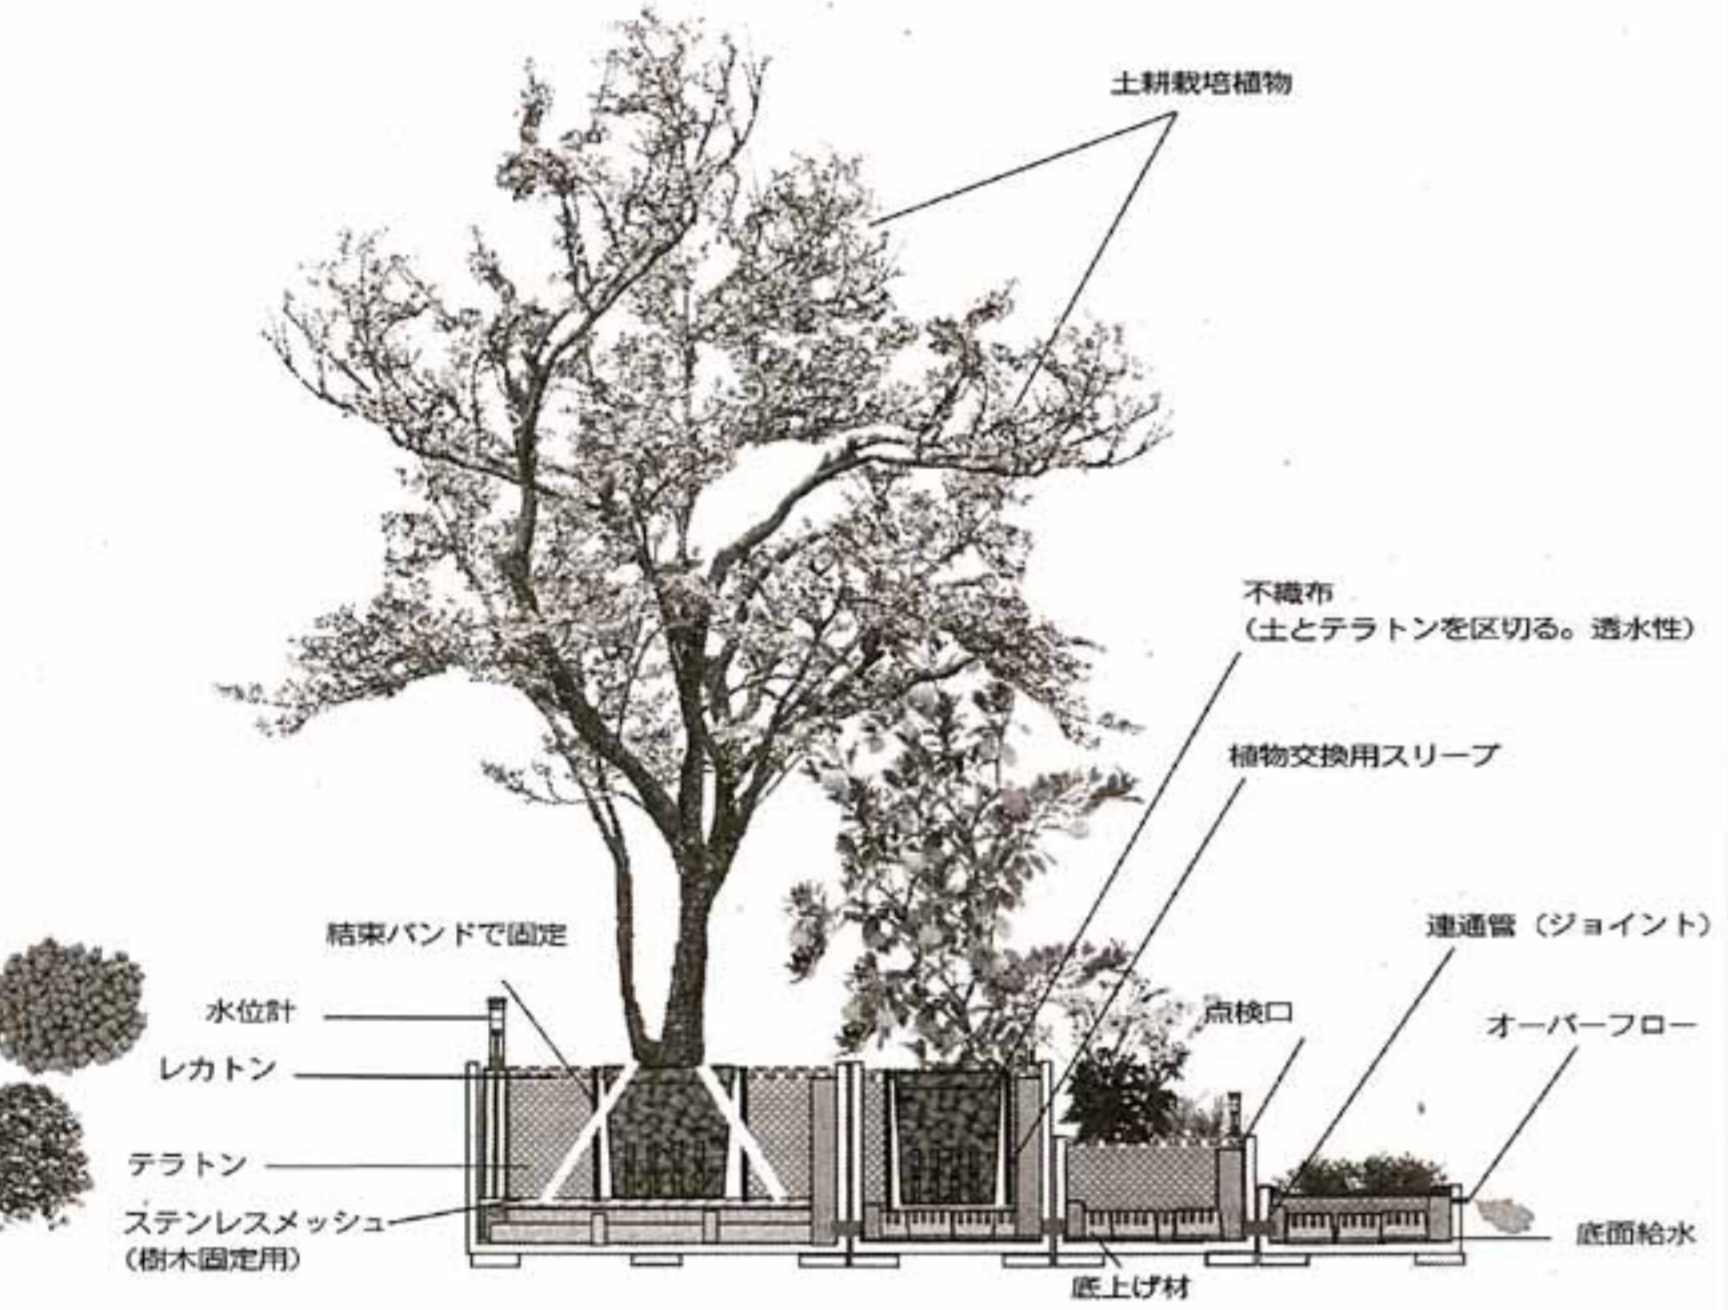 土耕栽培植物
不織布
（土とテラトンを区切る。透水性）
植物交換用スリーブ
連通管（ジョイント）
結束バンドで固定
水位計
点検口
オーバーフロー
レカトン
テラトン
ステンレスメッシュ
（樹木固定用）
底面給水
底上げ材